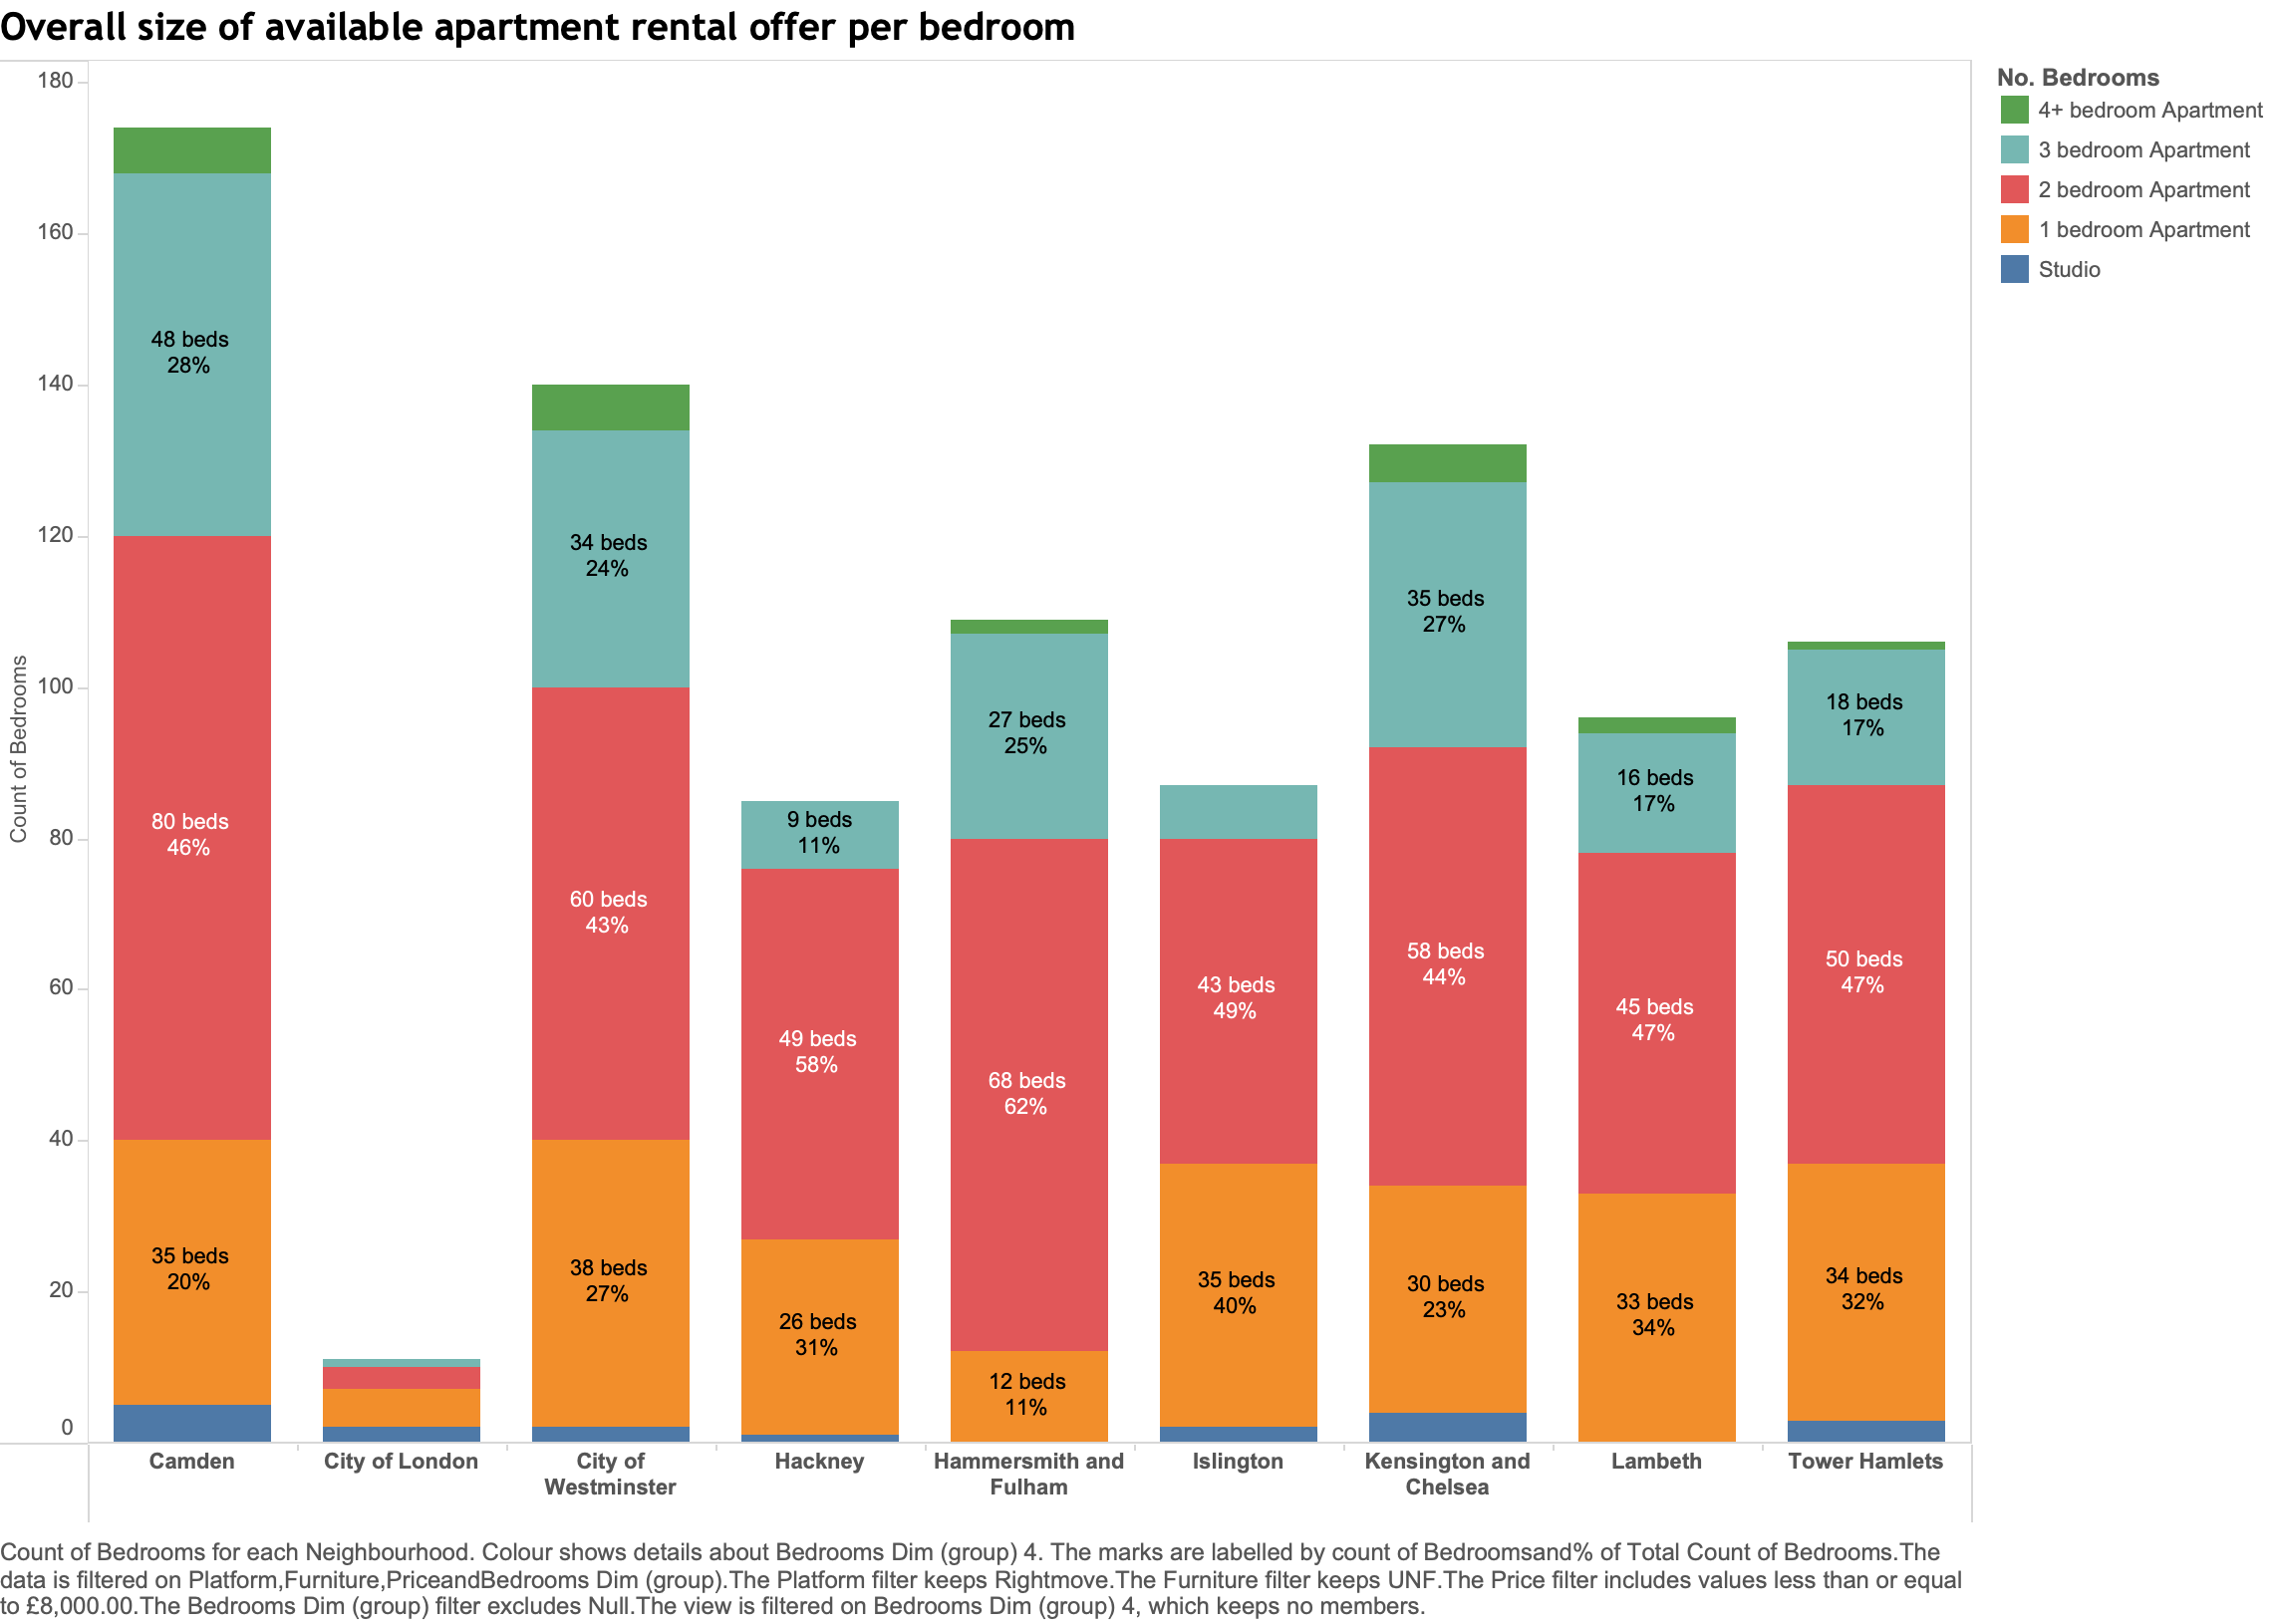 Overall size of available apartment rental offer per bedroom
No. Bedrooms
4+ bedroom Apartment
3 bedroom Apartment
2 bedroom Apartment
1 bedroom Apartment
Studio
Count of Bedrooms
180
160
140
120
100
80
60
40
20
0
48 beds
28%
80 beds
46%
35 beds
20%
34 beds
24%
60 beds
43%
38 beds
27%
9 beds
11%
49 beds
58%
26 beds
31%
27 beds
25%
68 beds
62%
12 beds
11%
43 beds
49%
35 beds
40%
35 beds
27%
58 beds
44%
30 beds
23%
16 beds
17%
45 beds
47%
33 beds
34%
18 beds
17%
50 beds
47%
34 beds
32%
Camden
City of London
City of
Westminster
Hackney
Hammersmith and
Fulham
Islington
Kensington and
Chelsea
Lambeth
Tower Hamlets
Count of Bedrooms for each Neighbourhood. Colour shows details about Bedrooms Dim (group) 4. The marks are labelled by count of Bedroomsand% of Total Count of Bedrooms.The
data is filtered on Platform,Furniture,PriceandBedrooms Dim (group).The Platform filter keeps Rightmove.The Furniture filter keeps UNF.The Price filter includes values less than or equal
to £8,000.00.The Bedrooms Dim (group) filter excludes Null.The view is filtered on Bedrooms Dim (group) 4, which keeps no members.